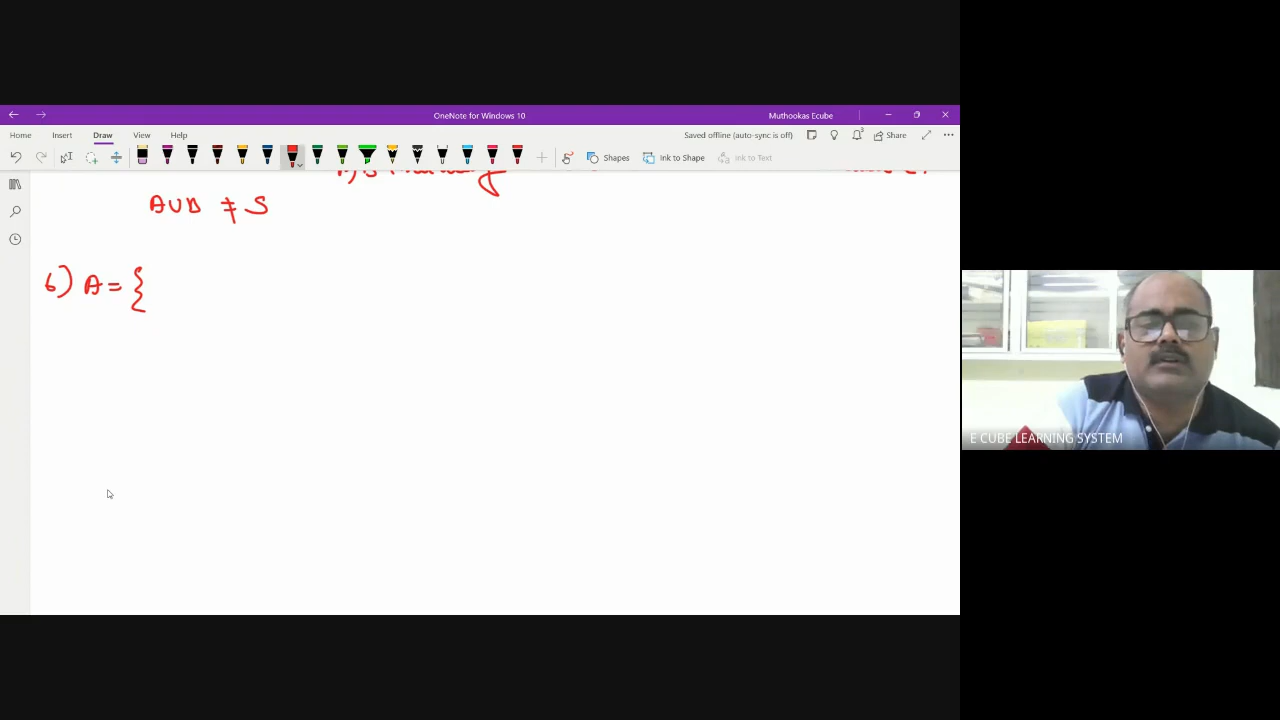 OneNote for Windows 10
Muthookas Ecube
Home Insert Draw View Help
Saved offline (auto-sync is off)
3
Share
Shapes
Ink to Shape
Ink to Text
A∪B ≠ S
6) A = {
E CUBE LEARNING SYSTEM